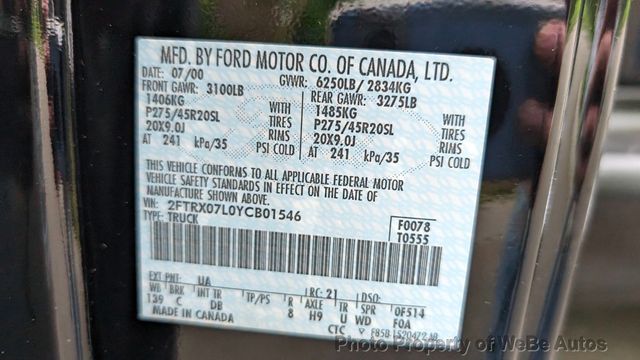 MFD. BY FORD MOTOR CO. OF CANADA, LTD.
DATE: 07/00 GVWR: 6250LB/ 2834KG
FRONT GAWR: 3100LB REAR GAWR: 3275LB
1406KG WITH 1485KG WITH
P275/45R20SL TIRES P275/45R20SL TIRES
20X9.0J RIMS 20X9.0J RIMS
AT 241 kPa/35 AT 241 kPa/35
THIS VEHICLE CONFORMS TO ALL APPLICABLE FEDERAL MOTOR
VEHICLE SAFETY STANDARDS IN EFFECT ON THE DATE OF
MANUFACTURE SHOWN ABOVE.
VIN: 2FTRX07L0YCB01546 F0078
TYPE: TRUCK T0555
EXT PNT: UA RC: 21 DSO:
WB BRK INT TR TP/PS R AXLE TR SPR 0F514
139 C DB 8 H9 U WD F0A
MADE IN CANADA CTC
F85B-1520472-AB
Photo Property of WeBe Autos